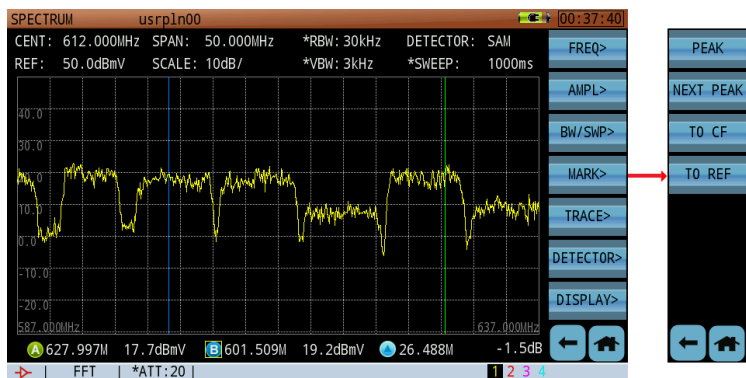 SPECTRUM usrpln00 00:37:40
CENT: 612.000MHz SPAN: 50.000MHz *RBW: 30kHz DETECTOR: SAM
REF: 50.0dBmV SCALE: 10dB/ *VBW: 3kHz *SWEEP: 1000ms
40.0
30.0
10.0
0.0
-10.0
-20.0
587.000MHz 637.000MHz
A 627.997M 17.7dBmV B 601.509M 19.2dBmV 26.488M -1.5dB
FFT | *ATT:20 | 1 2 3 4
FREQ>
AMPL>
BW/SWP>
MARK>
TRACE>
DETECTOR>
DISPLAY>
PEAK
NEXT PEAK
TO CF
TO REF